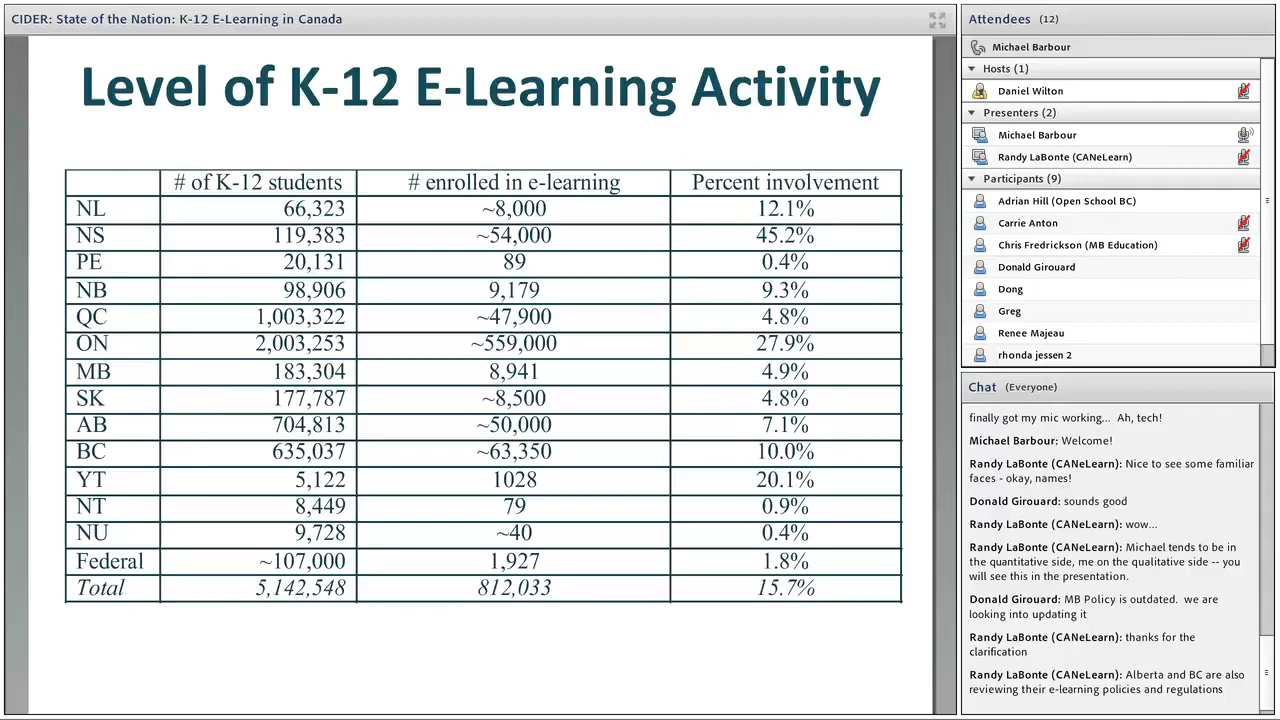 CIDER: State of the Nation: K-12 E-Learning in Canada
Level of K-12 E-Learning Activity
# of K-12 students # enrolled in e-learning Percent involvement
NL 66,323 ~8,000 12.1%
NS 119,383 ~54,000 45.2%
PE 20,131 89 0.4%
NB 98,906 9,179 9.3%
QC 1,003,322 ~47,900 4.8%
ON 2,003,253 ~559,000 27.9%
MB 183,304 8,941 4.9%
SK 177,787 ~8,500 4.8%
AB 704,813 ~50,000 7.1%
BC 635,037 ~63,350 10.0%
YT 5,122 1028 20.1%
NT 8,449 79 0.9%
NU 9,728 ~40 0.4%
Federal ~107,000 1,927 1.8%
Total 5,142,548 812,033 15.7%
Attendees (12)
Michael Barbour
Hosts (1)
Daniel Wilton
Presenters (2)
Michael Barbour
Randy LaBonte (CANeLearn)
Participants (9)
Adrian Hill (Open School BC)
Carrie Anton
Chris Fredrickson (MB Education)
Donald Girouard
Dong
Greg
Renee Majeau
rhonda jessen 2
Chat (Everyone)
finally got my mic working... Ah, tech!
Michael Barbour: Welcome!
Randy LaBonte (CANeLearn): Nice to see some familiar
faces - okay, names!
Donald Girouard: sounds good
Randy LaBonte (CANeLearn): wow...
Randy LaBonte (CANeLearn): Michael tends to be in
the quantitative side, me on the qualitative side -- you
will see this in the presentation.
Donald Girouard: MB Policy is outdated. we are
looking into updating it
Randy LaBonte (CANeLearn): thanks for the
clarification
Randy LaBonte (CANeLearn): Alberta and BC are also
reviewing their e-learning policies and regulations